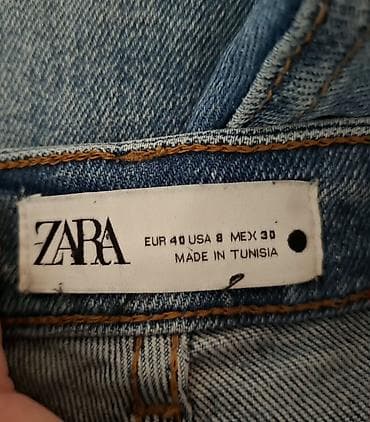 ZARA
EUR 40 USA 8 MEX 30
MADE IN TUNISIA